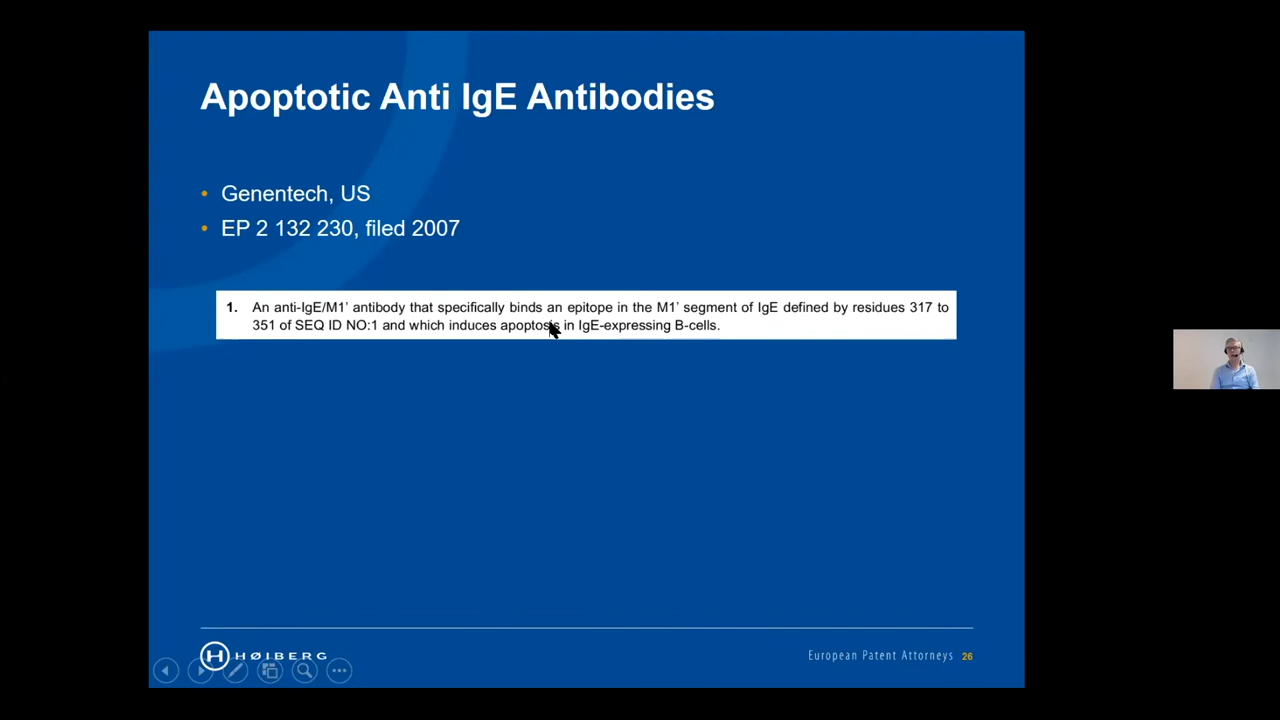 Apoptotic Anti IgE Antibodies
• Genentech, US
• EP 2 132 230, filed 2007
1. An anti-IgE/M1' antibody that specifically binds an epitope in the M1' segment of IgE defined by residues 317 to
351 of SEQ ID NO:1 and which induces apoptosis in IgE-expressing B-cells.
H HØIBERG
European Patent Attorneys 26